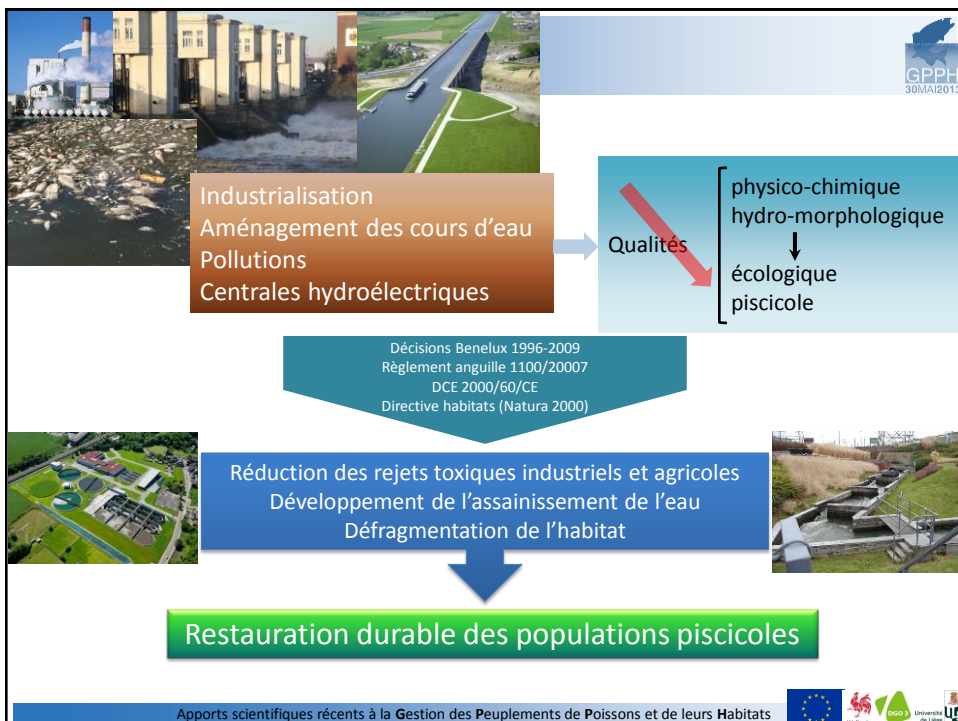 GPPH
30MAI2013
Industrialisation
Aménagement des cours d'eau
Pollutions
Centrales hydroélectriques
Qualités
physico-chimique
hydro-morphologique
écologique
piscicole
Décisions Benelux 1996-2009
Règlement anguille 1100/20007
DCE 2000/60/CE
Directive habitats (Natura 2000)
Réduction des rejets toxiques industriels et agricoles
Développement de l'assainissement de l'eau
Défragmentation de l'habitat
Restauration durable des populations piscicoles
Apports scientifiques récents à la Gestion des Peuplements de Poissons et de leurs Habitats
DGO 3
Université
de Liège